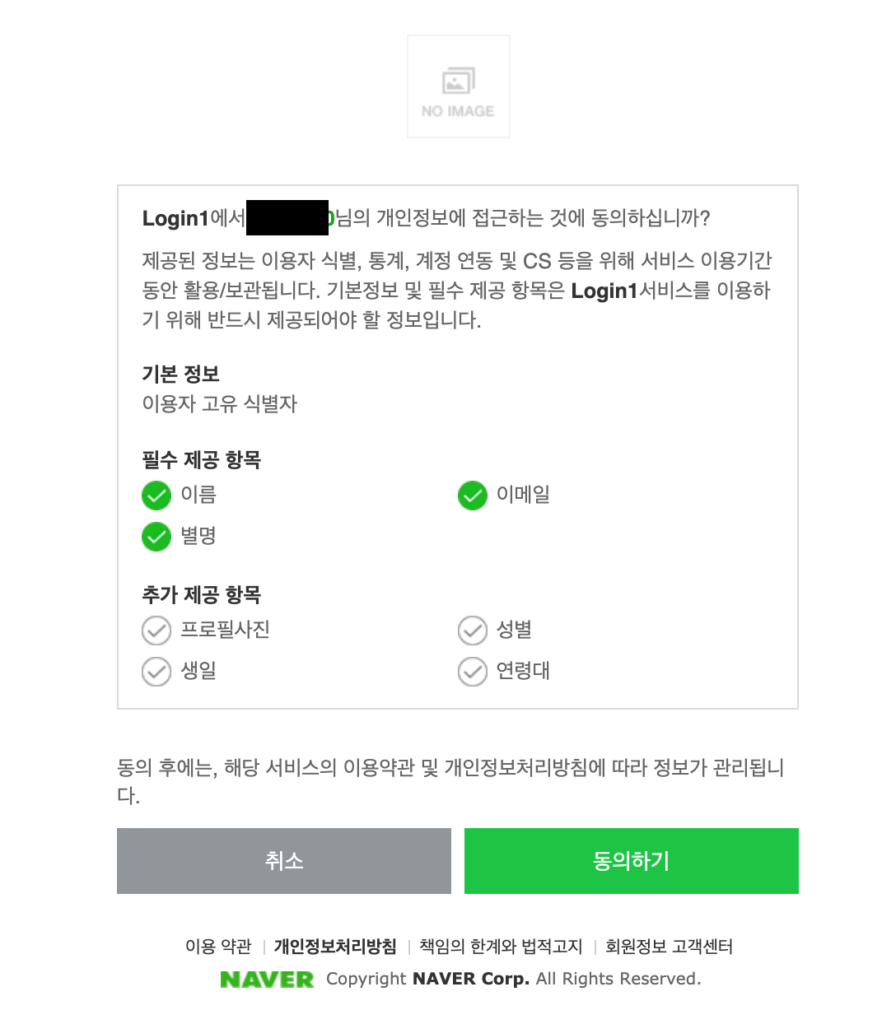 NO IMAGE
Login1에서 0님의 개인정보에 접근하는 것에 동의하십니까?
제공된 정보는 이용자 식별, 통계, 계정 연동 및 CS 등을 위해 서비스 이용기간
동안 활용/보관됩니다. 기본정보 및 필수 제공 항목은 Login1서비스를 이용하
기 위해 반드시 제공되어야 할 정보입니다.
기본 정보
이용자 고유 식별자
필수 제공 항목
이름 이메일
별명
추가 제공 항목
프로필사진 성별
생일 연령대
동의 후에는, 해당 서비스의 이용약관 및 개인정보처리방침에 따라 정보가 관리됩니
다.
취소 동의하기
이용 약관 | 개인정보처리방침 | 책임의 한계와 법적고지 | 회원정보 고객센터
NAVER Copyright NAVER Corp. All Rights Reserved.